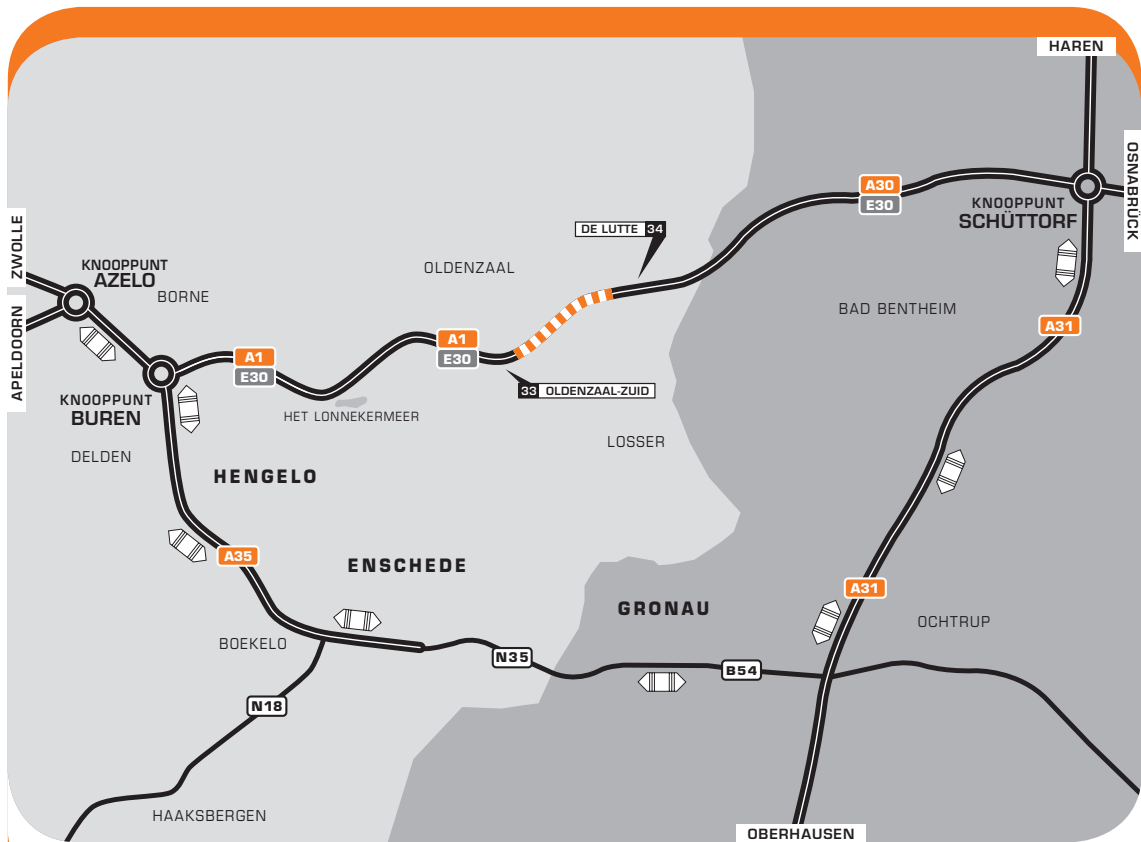 HAREN
OSNABRÜCK
A30
E30
KNOOPPUNT
SCHÜTTORF
DE LUTTE 34
ZWOLLE
KNOOPPUNT
AZELO
OLDENZAAL
BORNE
BAD BENTHEIM
APELDOORN
A31
A1
E30
A1
E30
33 OLDENZAAL-ZUID
KNOOPPUNT
BUREN
HET LONNEKERMEER
LOSSER
DELDEN
HENGELO
A35
ENSCHEDE
A31
GRONAU
OCHTRUP
BOEKELO
N35
B54
N18
HAAKSBERGEN
OBERHAUSEN